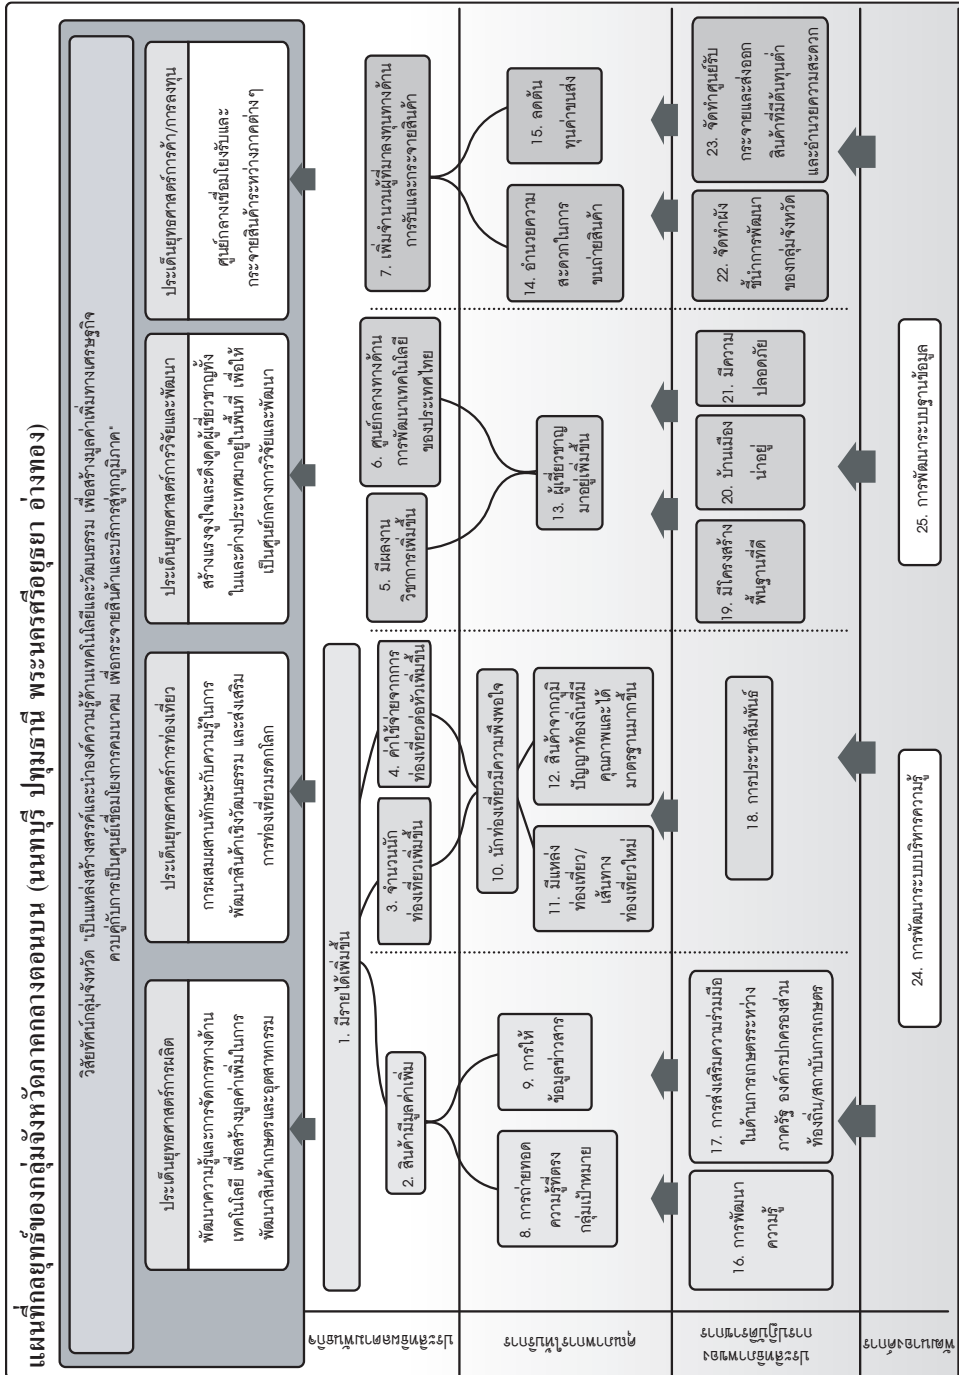 แผนที่กลยุทธ์ของกลุ่มจังหวัดภาคกลางตอนบน (นนทบุรี ปทุมธานี พระนครศรีอยุธยา อ่างทอง)
วิสัยทัศน์กลุ่มจังหวัด "เป็นแหล่งสร้างสรรค์และนำองค์ความรู้ด้านเทคโนโลยีและวัฒนธรรม เพื่อสร้างมูลค่าเพิ่มทางเศรษฐกิจ
ควบคู่กับการเป็นศูนย์เชื่อมโยงการคมนาคม เพื่อกระจายสินค้าและบริการสู่ทุกภูมิภาค"
ประเด็นยุทธศาสตร์การผลิต
พัฒนาความรู้และการจัดการทางด้าน
เทคโนโลยี เพื่อสร้างมูลค่าเพิ่มในการ
พัฒนาสินค้าเกษตรและอุตสาหกรรม
ประเด็นยุทธศาสตร์การท่องเที่ยว
การผสมผสานทักษะกับความรู้ในการ
พัฒนาสินค้าเชิงวัฒนธรรม และส่งเสริม
การท่องเที่ยวมรดกโลก
ประเด็นยุทธศาสตร์การวิจัยและพัฒนา
สร้างแรงจูงใจและดึงดูดผู้เชี่ยวชาญทั้ง
ในและต่างประเทศมาอยู่ในพื้นที่ เพื่อให้
เป็นศูนย์กลางการวิจัยและพัฒนา
ประเด็นยุทธศาสตร์การค้า/การลงทุน
ศูนย์กลางเชื่อมโยงรับและ
กระจายสินค้าระหว่างภาคต่างๆ
ประสิทธิผลตามพันธกิจ
1. มีรายได้เพิ่มขึ้น
2. สินค้ามีมูลค่าเพิ่ม
3. จำนวนนัก
ท่องเที่ยวเพิ่มขึ้น
4. ค่าใช้จ่ายจากการ
ท่องเที่ยวต่อหัวเพิ่มขึ้น
5. มีผลงาน
วิชาการเพิ่มขึ้น
6. ศูนย์กลางทางด้าน
การพัฒนาเทคโนโลยี
ของประเทศไทย
7. เพิ่มจำนวนผู้ที่มาลงทุนทางด้าน
การรับและกระจายสินค้า
คุณภาพการให้บริการ
8. การถ่ายทอด
ความรู้ที่ตรง
กลุ่มเป้าหมาย
9. การให้
ข้อมูลข่าวสาร
10. นักท่องเที่ยวมีความพึงพอใจ
11. มีแหล่ง
ท่องเที่ยว/
เส้นทาง
ท่องเที่ยวใหม่
12. สินค้าจากภูมิ
ปัญญาท้องถิ่นที่มี
คุณภาพและได้
มาตรฐานมากขึ้น
13. ผู้เชี่ยวชาญ
มาอยู่เพิ่มขึ้น
14. อำนวยความ
สะดวกในการ
ขนถ่ายสินค้า
15. ลดต้น
ทุนค่าขนส่ง
ประสิทธิภาพของ
การปฏิบัติราชการ
16. การพัฒนา
ความรู้
17. การส่งเสริมความร่วมมือ
ในด้านการเกษตรระหว่าง
ภาครัฐ องค์กรปกครองส่วน
ท้องถิ่น/สถาบันการเกษตร
18. การประชาสัมพันธ์
19. มีโครงสร้าง
พื้นฐานที่ดี
20. บ้านเมือง
น่าอยู่
21. มีความ
ปลอดภัย
22. จัดทำผัง
ชี้นำการพัฒนา
ของกลุ่มจังหวัด
23. จัดทำศูนย์รับ
กระจายและส่งออก
สินค้าที่มีต้นทุนต่ำ
และอำนวยความสะดวก
พัฒนาองค์การ
24. การพัฒนาระบบบริหารความรู้
25. การพัฒนาระบบฐานข้อมูล